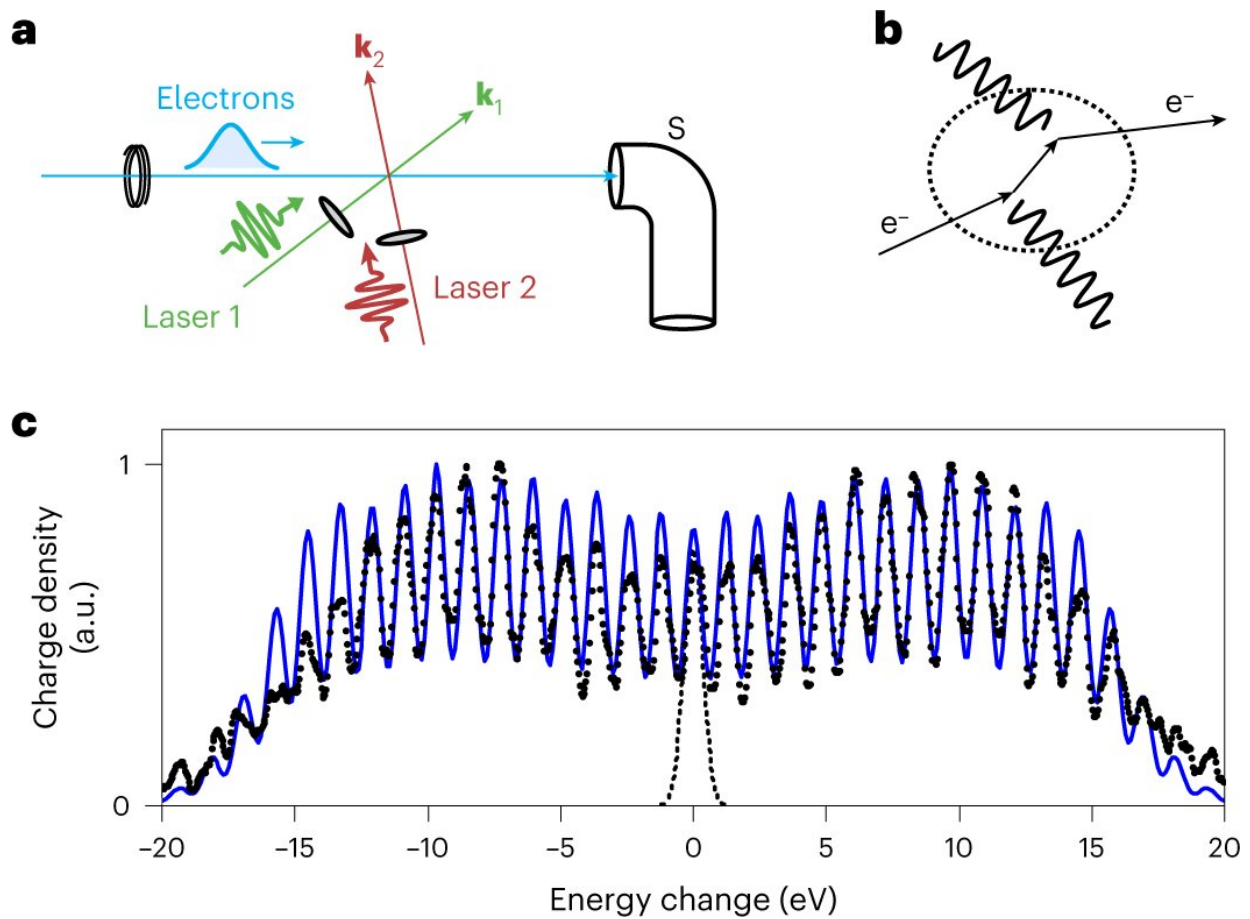 a
b
k2
k1
Electrons
S
e−
e−
Laser 2
Laser 1
c
1
Charge density
(a.u.)
0
−20
−15
−10
−5
0
5
10
15
20
Energy change (eV)